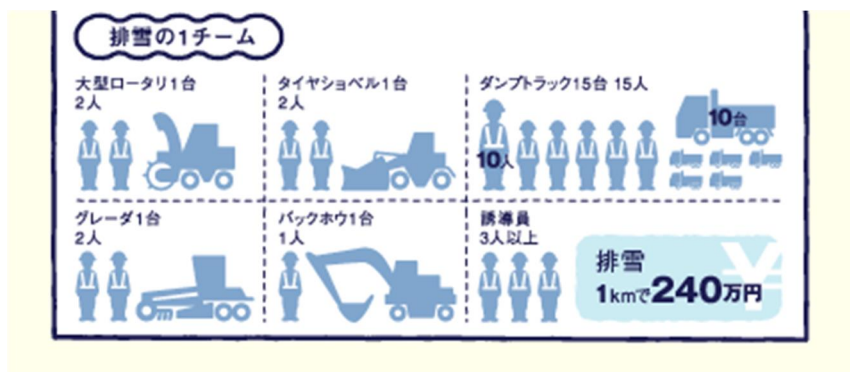 排雪の1チーム
大型ロータリ1台
2人
タイヤショベル1台
2人
ダンプトラック15台 15人
10人
10台
グレーダ1台
2人
バックホウ1台
1人
誘導員
3人以上
排雪
1kmで240万円
¥